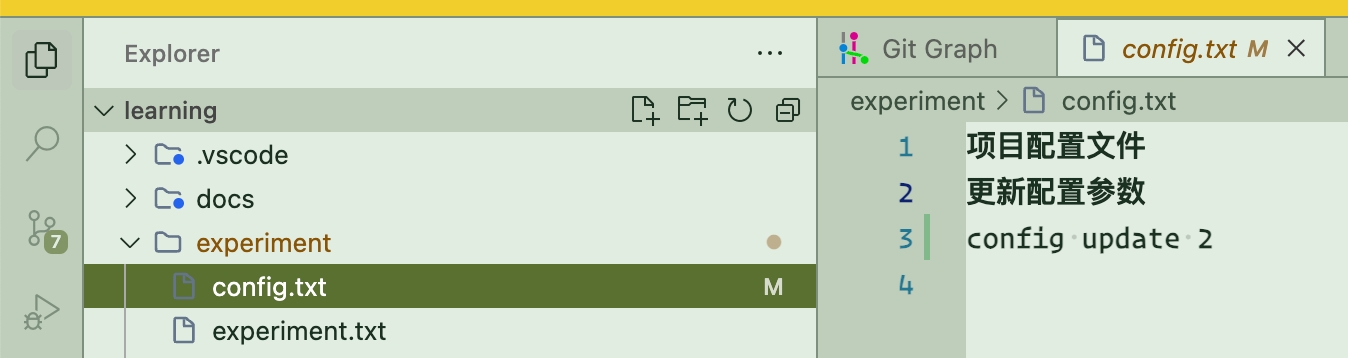 Explorer
learning
.vscode
docs
experiment
config.txt M
experiment.txt
7
Git Graph
config.txt M
experiment > config.txt
1 项目配置文件
2 更新配置参数
3 config·update·2
4